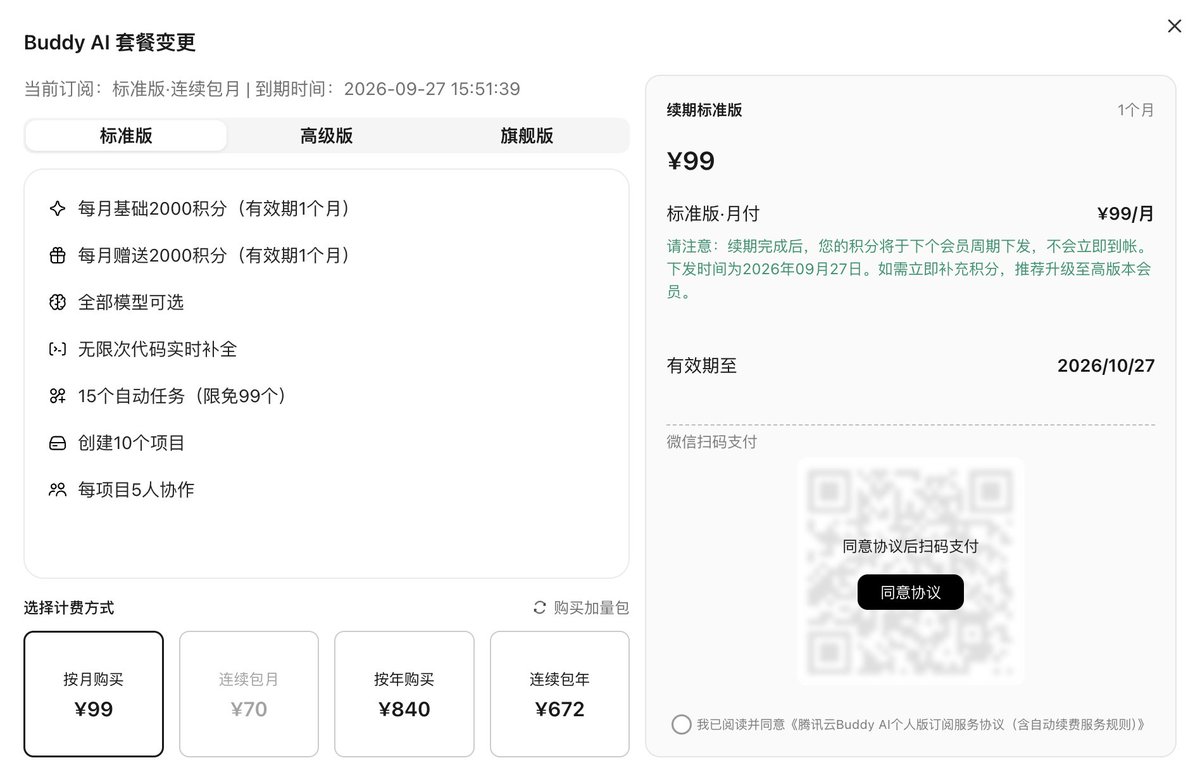 Buddy AI 套餐变更
当前订阅：标准版·连续包月 | 到期时间：2026-09-27 15:51:39
标准版
高级版
旗舰版
每月基础2000积分（有效期1个月）
每月赠送2000积分（有效期1个月）
全部模型可选
无限次代码实时补全
15个自动任务（限免99个）
创建10个项目
每项目5人协作
选择计费方式
购买加量包
按月购买
¥99
连续包月
¥70
按年购买
¥840
连续包年
¥672
续期标准版
1个月
¥99
标准版·月付
¥99/月
请注意：续期完成后，您的积分将于下个会员周期下发，不会立即到帐。
下发时间为2026年09月27日。如需立即补充积分，推荐升级至高版本会
员。
有效期至
2026/10/27
微信扫码支付
同意协议后扫码支付
同意协议
我已阅读并同意《腾讯云Buddy AI个人版订阅服务协议（含自动续费服务规则）》